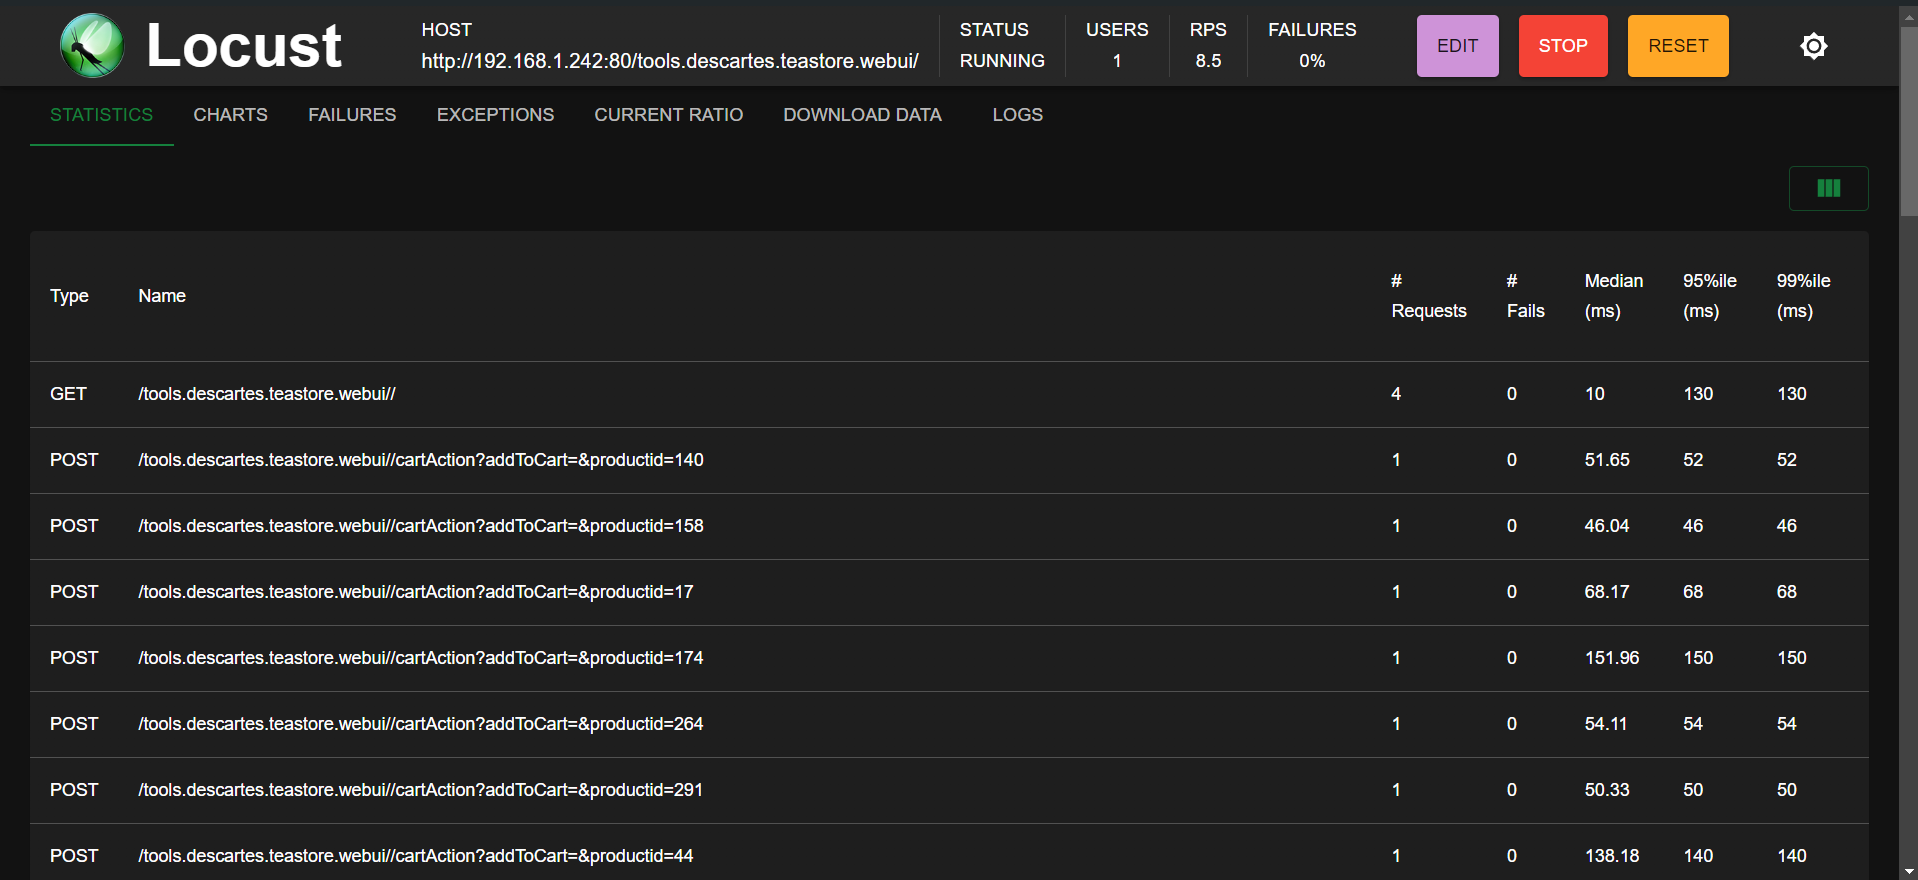 Locust
HOST
http://192.168.1.242:80/tools.descartes.teastore.webui/
STATUS
RUNNING
USERS
1
RPS
8.5
FAILURES
0%
EDIT
STOP
RESET
STATISTICS CHARTS FAILURES EXCEPTIONS CURRENT RATIO DOWNLOAD DATA LOGS
Type Name # Requests # Fails Median (ms) 95%ile (ms) 99%ile (ms)
GET /tools.descartes.teastore.webui// 4 0 10 130 130
POST /tools.descartes.teastore.webui//cartAction?addToCart=&productid=140 1 0 51.65 52 52
POST /tools.descartes.teastore.webui//cartAction?addToCart=&productid=158 1 0 46.04 46 46
POST /tools.descartes.teastore.webui//cartAction?addToCart=&productid=17 1 0 68.17 68 68
POST /tools.descartes.teastore.webui//cartAction?addToCart=&productid=174 1 0 151.96 150 150
POST /tools.descartes.teastore.webui//cartAction?addToCart=&productid=264 1 0 54.11 54 54
POST /tools.descartes.teastore.webui//cartAction?addToCart=&productid=291 1 0 50.33 50 50
POST /tools.descartes.teastore.webui//cartAction?addToCart=&productid=44 1 0 138.18 140 140